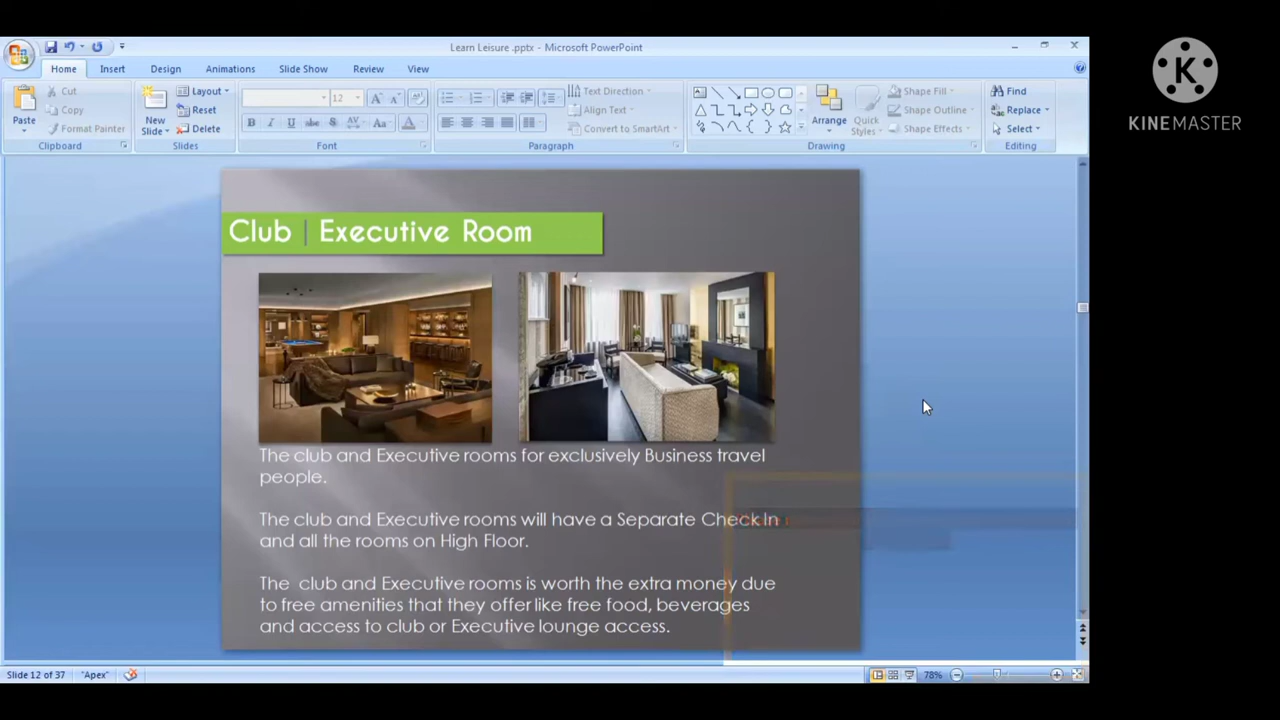 Learn Leisure .pptx - Microsoft PowerPoint
Home Insert Design Animations Slide Show Review View
Paste
Cut
Copy
Format Painter
Clipboard
New
Slide
Layout
Reset
Delete
Slides
12
Font
Text Direction
Align Text
Convert to SmartArt
Paragraph
Arrange
Quick
Styles
Shape Fill
Shape Outline
Shape Effects
Drawing
Find
Replace
Select
Editing
K
KINEMASTER
Club | Executive Room
The club and Executive rooms for exclusively Business travel
people.
The club and Executive rooms will have a Separate Check In
and all the rooms on High Floor.
The club and Executive rooms is worth the extra money due
to free amenities that they offer like free food, beverages
and access to club or Executive lounge access.
Slide 12 of 37 "Apex" 78%